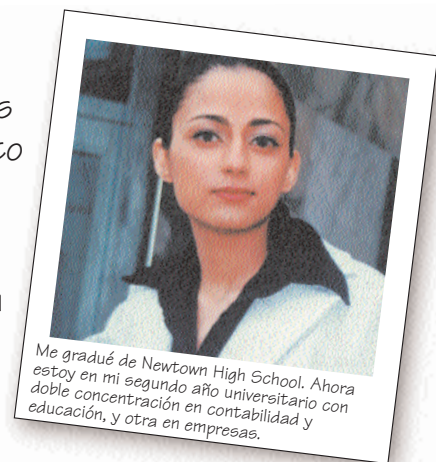 Me gradué de Newtown High School. Ahora
estoy en mi segundo año universitario con
doble concentración en contabilidad y
educación, y otra en empresas.